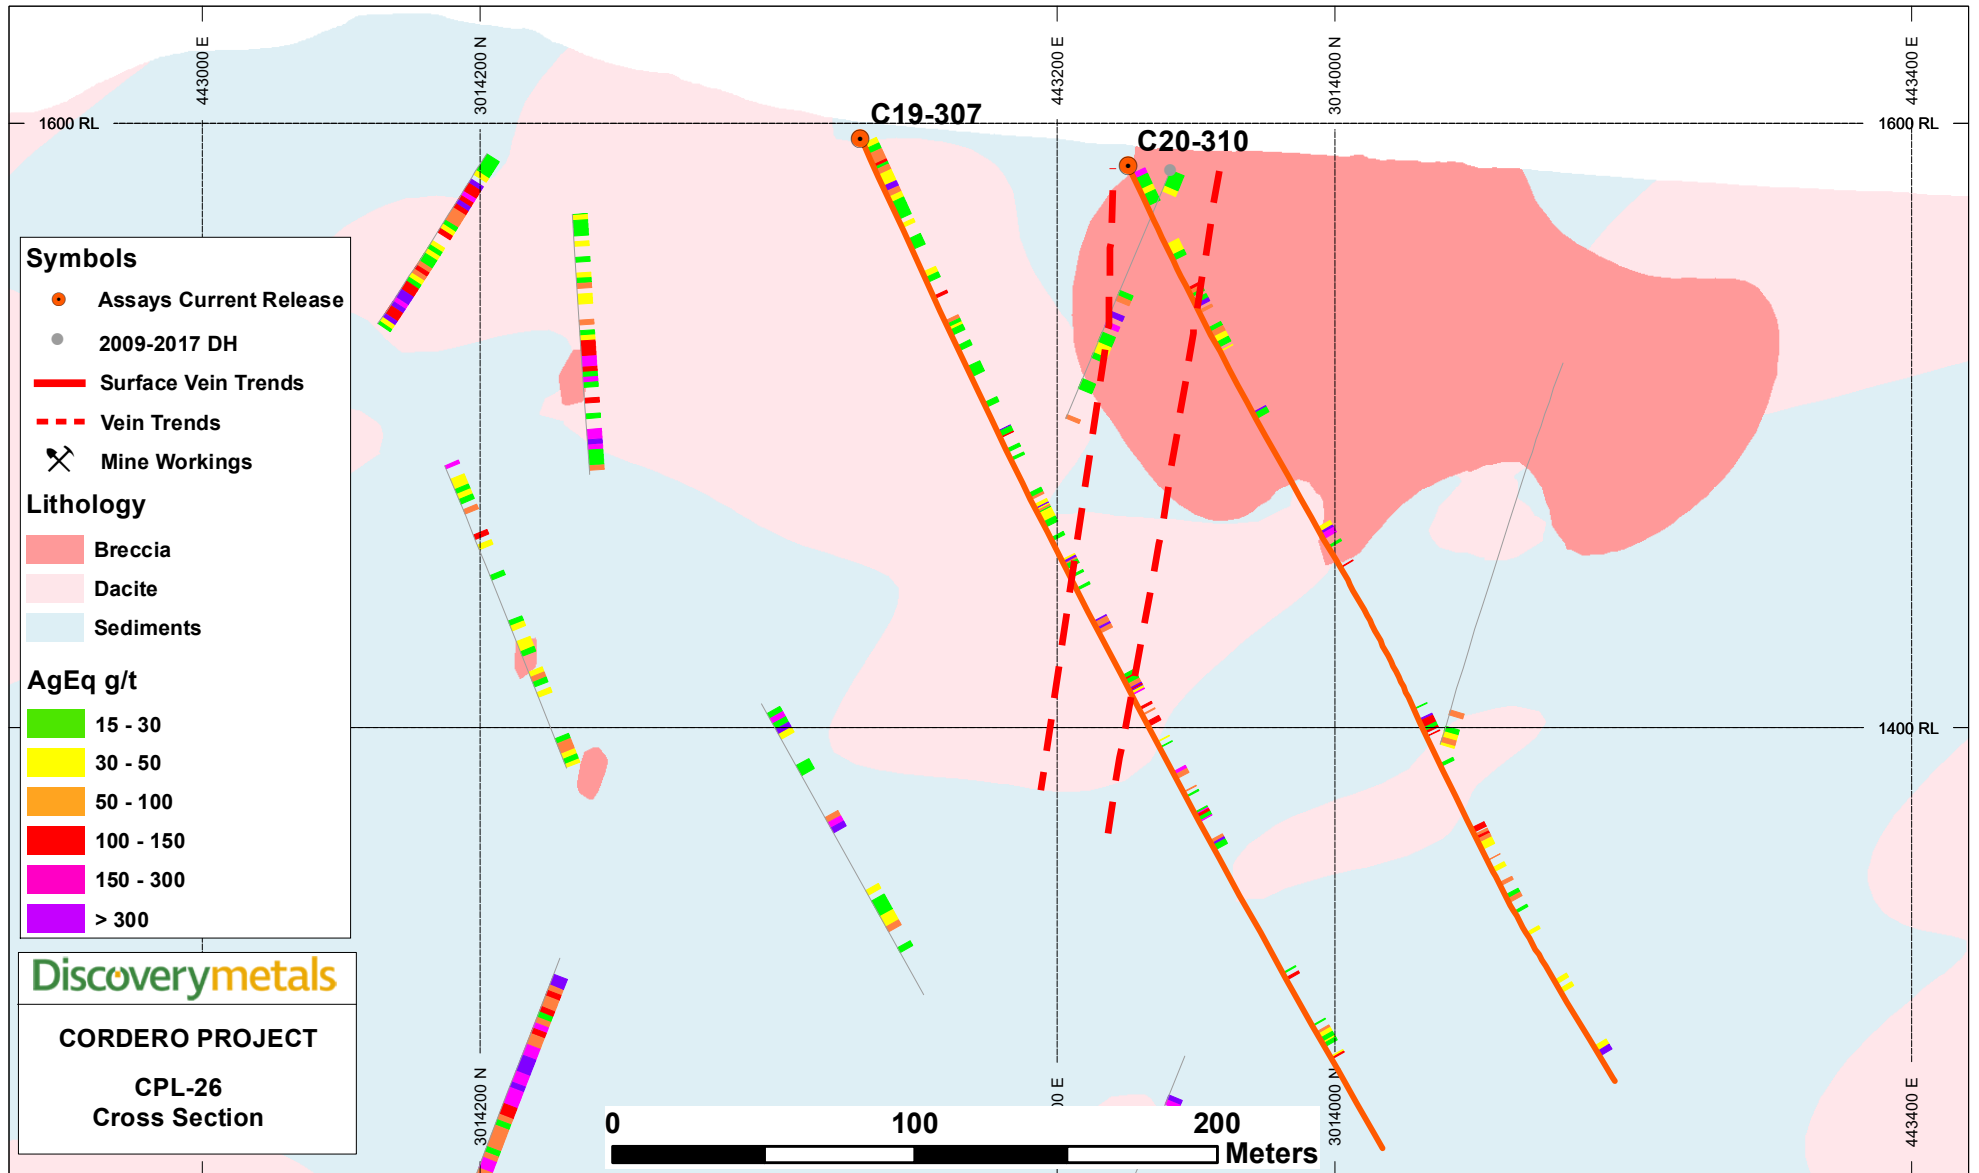 443000 E
3014200 N
443200 E
3014000 N
443400 E
1600 RL
1600 RL
C19-307
C20-310
Symbols
Assays Current Release
2009-2017 DH
Surface Vein Trends
Vein Trends
Mine Workings
Lithology
Breccia
Dacite
Sediments
AgEq g/t
15 - 30
30 - 50
50 - 100
100 - 150
150 - 300
> 300
1400 RL
1400 RL
Discoverymetals
CORDERO PROJECT
CPL-26
Cross Section
3014200 N
3014000 N
443400 E
0 100 200
Meters